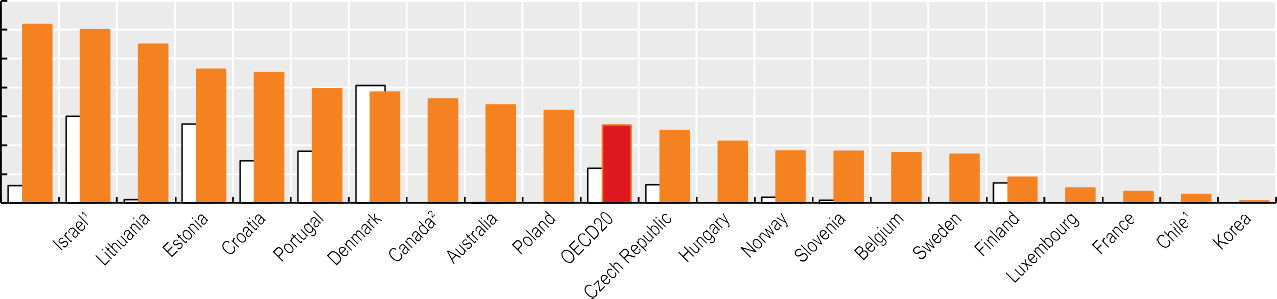 Israel¹
Lithuania
Estonia
Croatia
Portugal
Denmark
Canada²
Australia
Poland
OECD20
Czech Republic
Hungary
Norway
Slovenia
Belgium
Sweden
Finland
Luxembourg
France
Chile¹
Korea